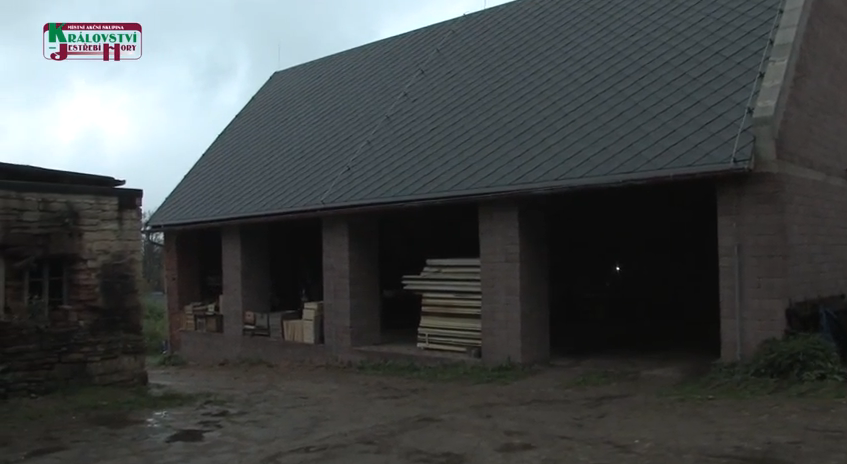 MÍSTNÍ AKČNÍ SKUPINA
KRÁLOVSTVÍ
- JESTŘEBÍ HORY